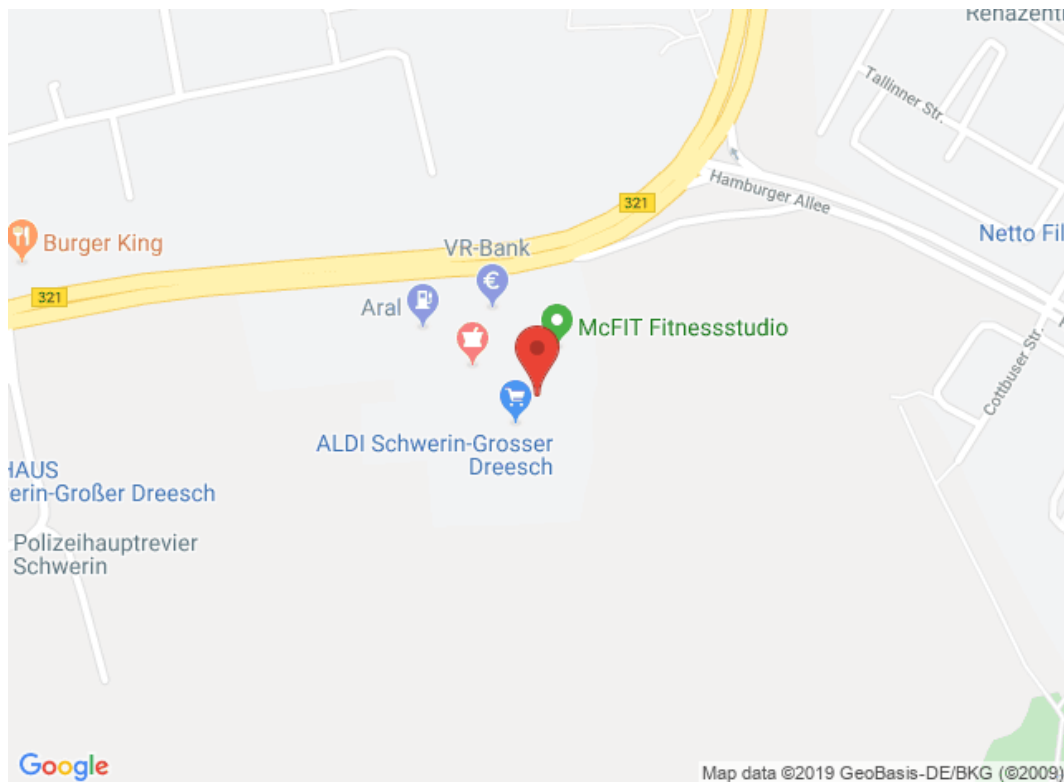 Tallinner Str.
Hamburger Allee
321
Netto Fil
Burger King
VR-Bank
321
Aral
McFIT Fitnessstudio
Cottbuser Str.
ALDI Schwerin-Grosser
Dreesch
HAUS
erin-Großer Dreesch
Polizeihauptrevier
Schwerin
Google
Map data ©2019 GeoBasis-DE/BKG (©2009)